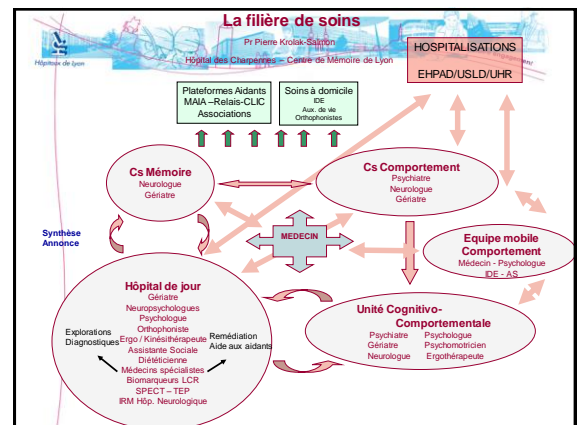 La filière de soins
Pr Pierre Krolak-Salmon
Hôpital des Charpennes – Centre de Mémoire de Lyon
Hôpitaux de Lyon
HOSPITALISATIONS
EHPAD/USLD/UHR
Plateformes Aidants
MAIA –Relais-CLIC
Associations
Soins à domicile
IDE
Aux. de vie
Orthophonistes
Cs Mémoire
Neurologue
Gériatre
Cs Comportement
Psychiatre
Neurologue
Gériatre
Synthèse
Annonce
MEDECIN
Equipe mobile
Comportement
Médecin - Psychologue
IDE - AS
Hôpital de jour
Gériatre
Neuropsychologues
Psychologue
Orthophoniste
Ergo / Kinésithérapeute
Assistante Sociale
Diététicienne
Médecins spécialistes
Biomarqueurs LCR
SPECT – TEP
IRM Hôp. Neurologique
Explorations
Diagnostiques
Remédiation
Aide aux aidants
Unité Cognitivo-
Comportementale
Psychiatre Psychologue
Gériatre Psychomotricien
Neurologue Ergothérapeute